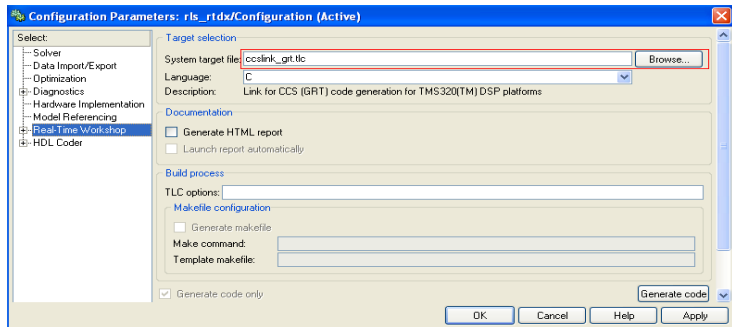 Configuration Parameters: rls_rtdx/Configuration (Active)
Select:
Solver
Data Import/Export
Optimization
Diagnostics
Hardware Implementation
Model Referencing
Real-Time Workshop
HDL Coder
Target selection
System target file: ccslink_grt.tlc Browse...
Language: C
Description: Link for CCS (GRT) code generation for TMS320(TM) DSP platforms
Documentation
Generate HTML report
Launch report automatically
Build process
TLC options:
Makefile configuration
Generate makefile
Make command:
Template makefile:
Generate code only Generate code
OK Cancel Help Apply